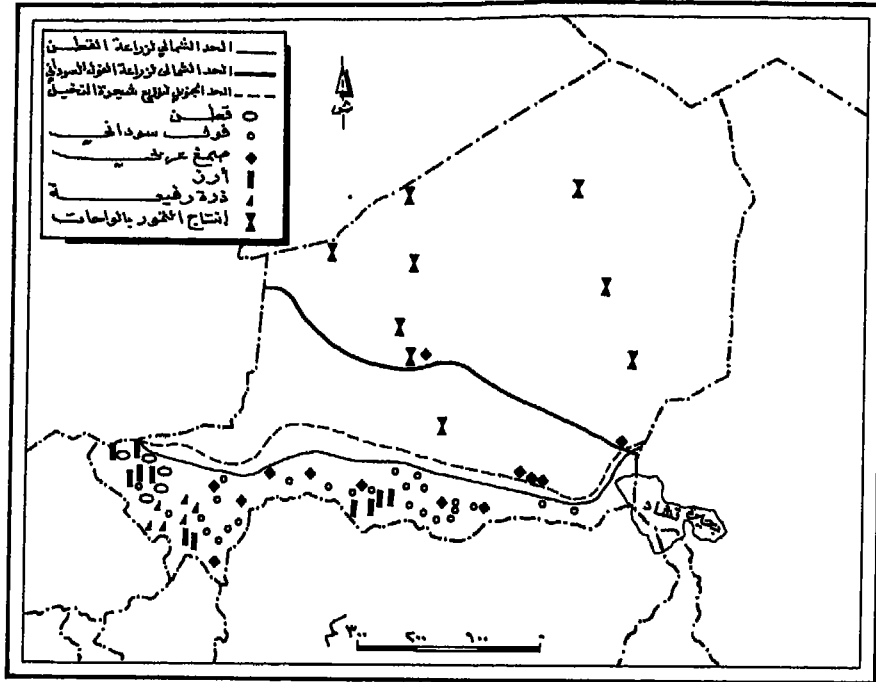 الحد الشمالي لزراعة القطن
الحد الشمالي لزراعة الفول السوداني
الحد الجنوبي لتوزيع شجرة النخيل
قطن
فول سوداني
صمغ عربي
أرز
ذرة رفيعة
إنتاج التمور بالواحات
ش
بحيرة تشاد
٣٠٠ ٢٠٠ ١٠٠ ٠ كم